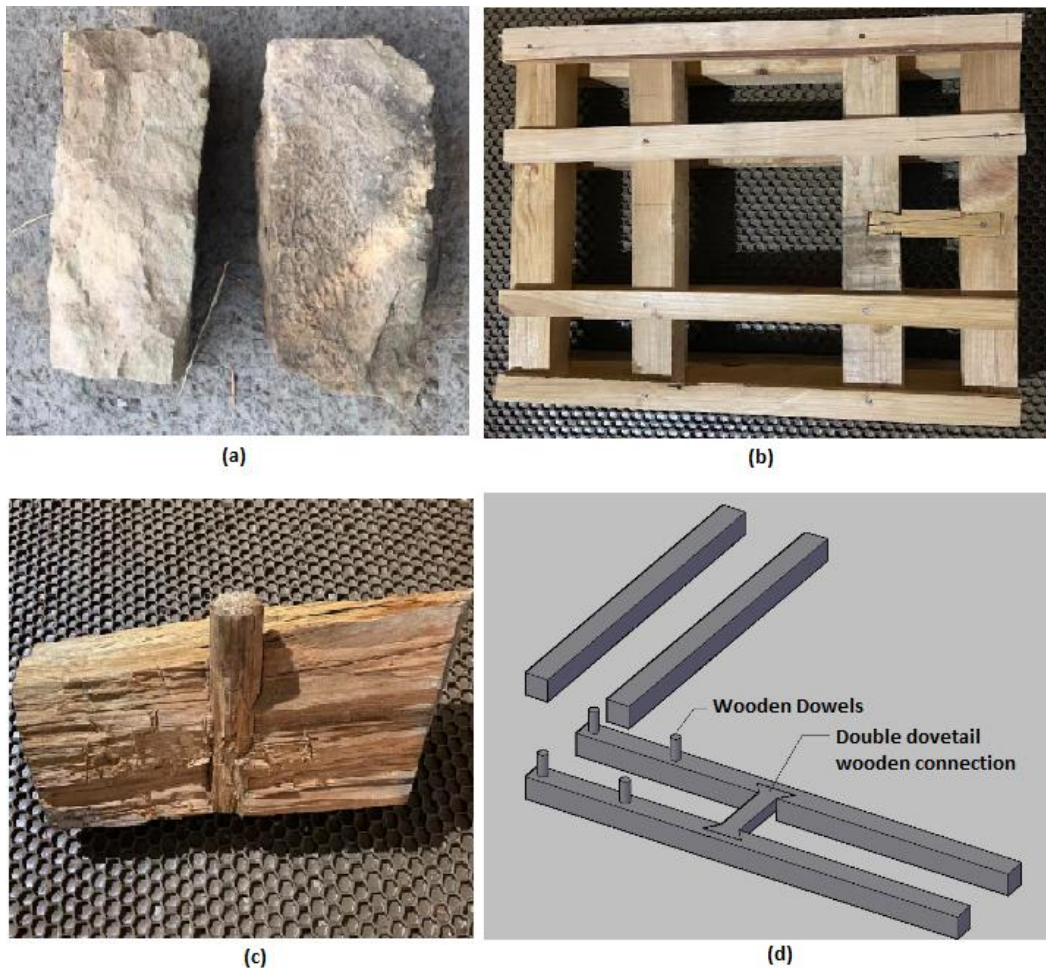 (a)
(b)
Wooden Dowels
Double dovetail
wooden connection
(c)
(d)